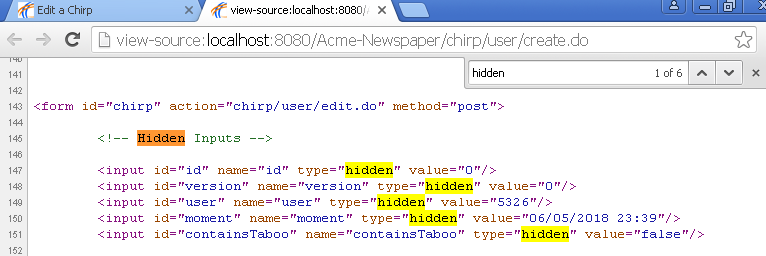 Edit a Chirp
view-source:localhost:8080/
view-source:localhost:8080/Acme-Newspaper/chirp/user/create.do
hidden 1 of 6
140
141
142
143 <form id="chirp" action="chirp/user/edit.do" method="post">
144
145 <!-- Hidden Inputs -->
146
147 <input id="id" name="id" type="hidden" value="0"/>
148 <input id="version" name="version" type="hidden" value="0"/>
149 <input id="user" name="user" type="hidden" value="5326"/>
150 <input id="moment" name="moment" type="hidden" value="06/05/2018 23:39"/>
151 <input id="containsTaboo" name="containsTaboo" type="hidden" value="false"/>
152